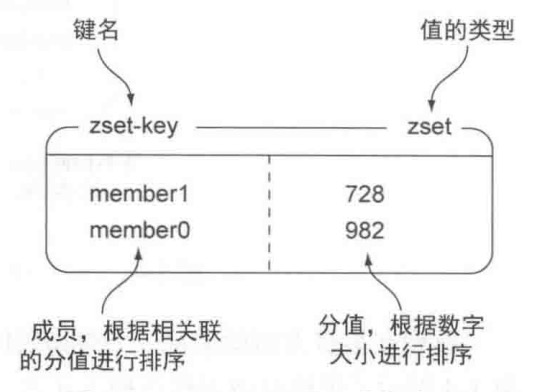 键名 值的类型
zset-key zset
member1 728
member0 982
成员，根据相关联 分值，根据数字
的分值进行排序 大小进行排序